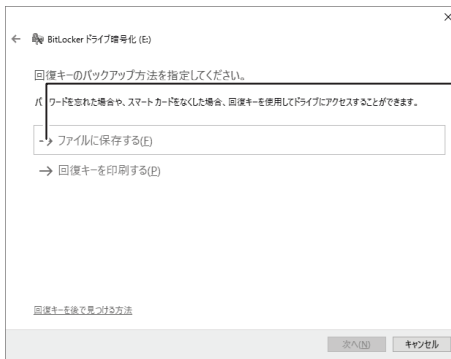 BitLocker ドライブ暗号化 (E:)
回復キーのバックアップ方法を指定してください。
パ ワードを忘れた場合や、スマート カードをなくした場合、回復キーを使用してドライブにアクセスすることができます。
ファイルに保存する(F)
回復キーを印刷する(P)
回復キーを後で見つける方法
次へ(N) キャンセル